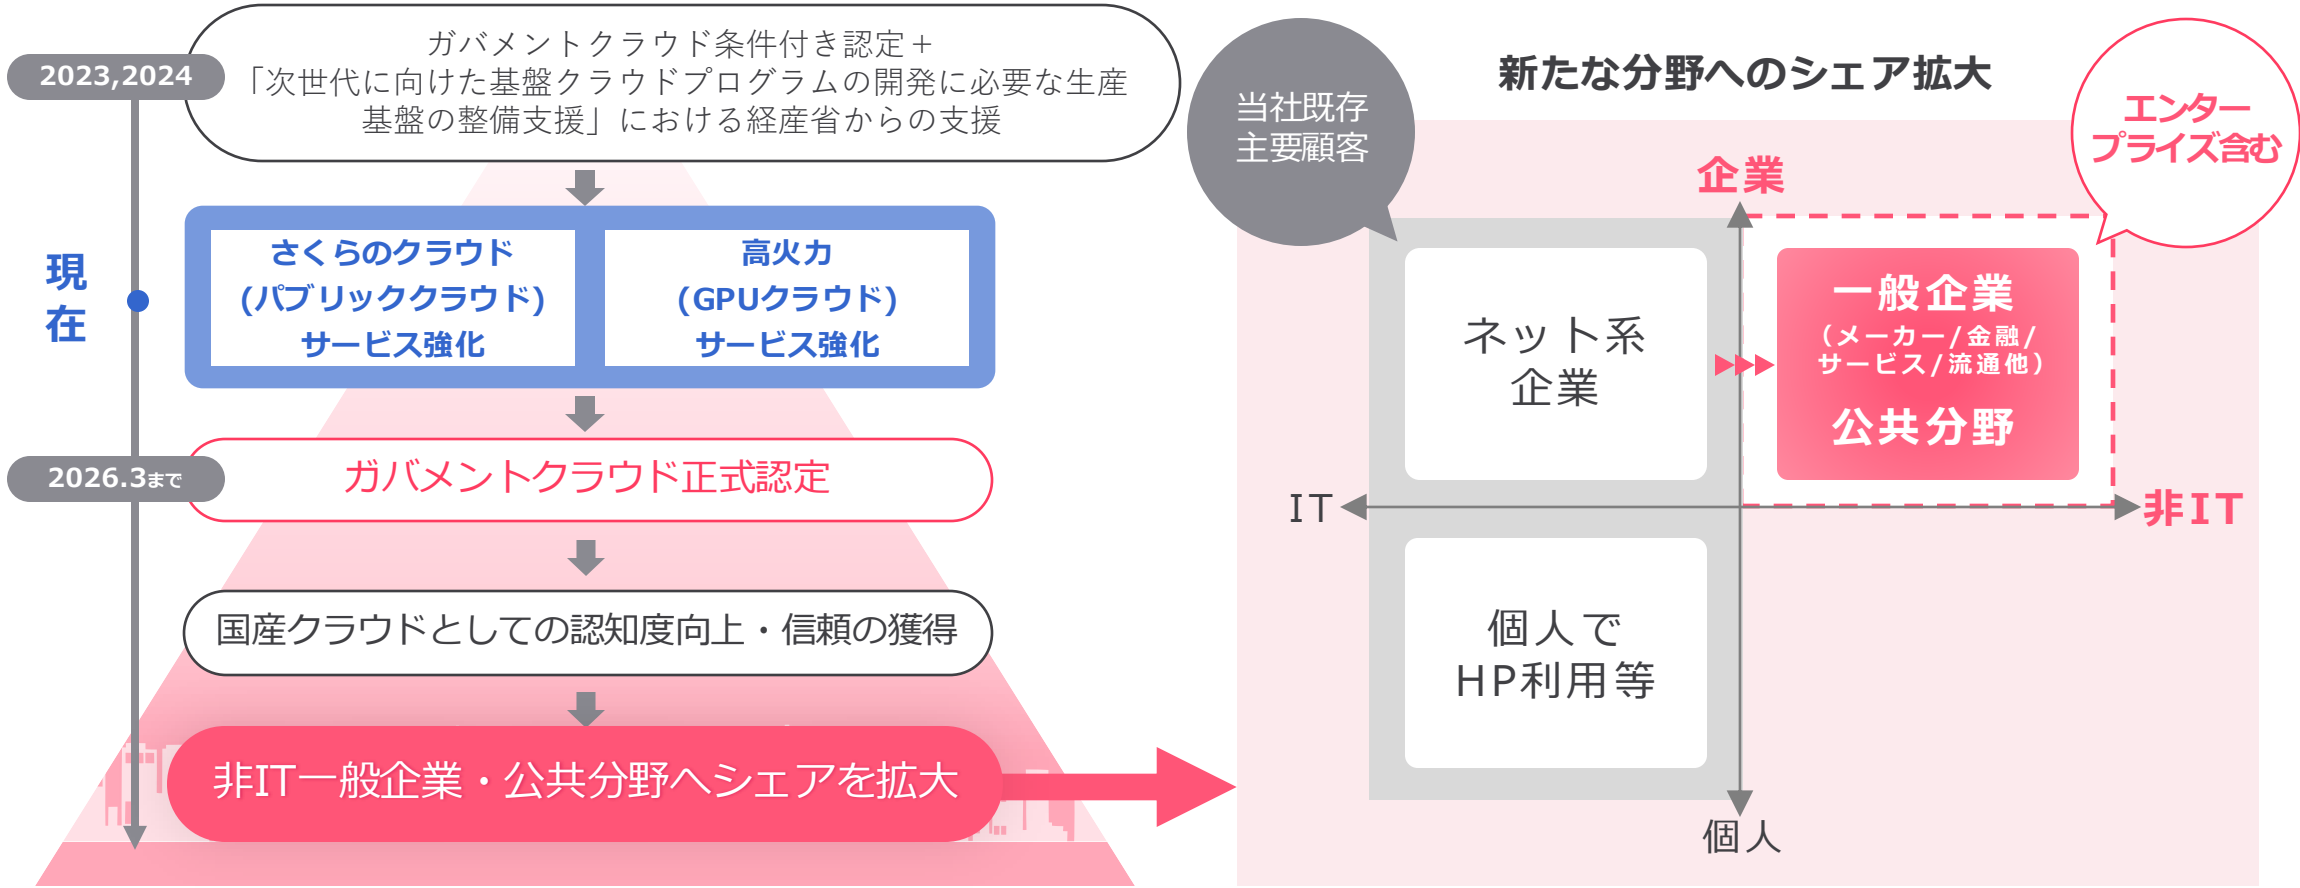 2023,2024
ガバメントクラウド条件付き認定＋
「次世代に向けた基盤クラウドプログラムの開発に必要な生産
基盤の整備支援」における経産省からの支援
現
在
さくらのクラウド
(パブリッククラウド)
サービス強化
高火力
(GPUクラウド)
サービス強化
2026.3まで
ガバメントクラウド正式認定
国産クラウドとしての認知度向上・信頼の獲得
非IT一般企業・公共分野へシェアを拡大
新たな分野へのシェア拡大
当社既存
主要顧客
エンター
プライズ含む
企業
ネット系
企業
一般企業
（メーカー/金融/
サービス/流通他）
公共分野
IT
非IT
個人で
HP利用等
個人